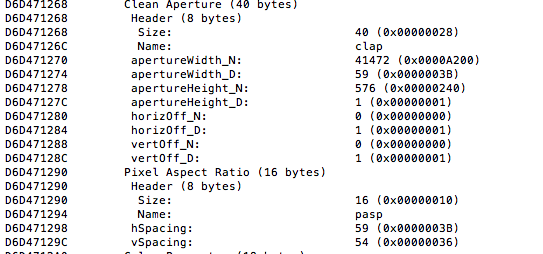 D6D471268 Clean Aperture (40 bytes)
D6D471268 Header (8 bytes)
D6D471268 Size: 40 (0x00000028)
D6D47126C Name: clap
D6D471270 apertureWidth_N: 41472 (0x0000A200)
D6D471274 apertureWidth_D: 59 (0x0000003B)
D6D471278 apertureHeight_N: 576 (0x00000240)
D6D47127C apertureHeight_D: 1 (0x00000001)
D6D471280 horizOff_N: 0 (0x00000000)
D6D471284 horizOff_D: 1 (0x00000001)
D6D471288 vertOff_N: 0 (0x00000000)
D6D47128C vertOff_D: 1 (0x00000001)
D6D471290 Pixel Aspect Ratio (16 bytes)
D6D471290 Header (8 bytes)
D6D471290 Size: 16 (0x00000010)
D6D471294 Name: pasp
D6D471298 hSpacing: 59 (0x0000003B)
D6D47129C vSpacing: 54 (0x00000036)